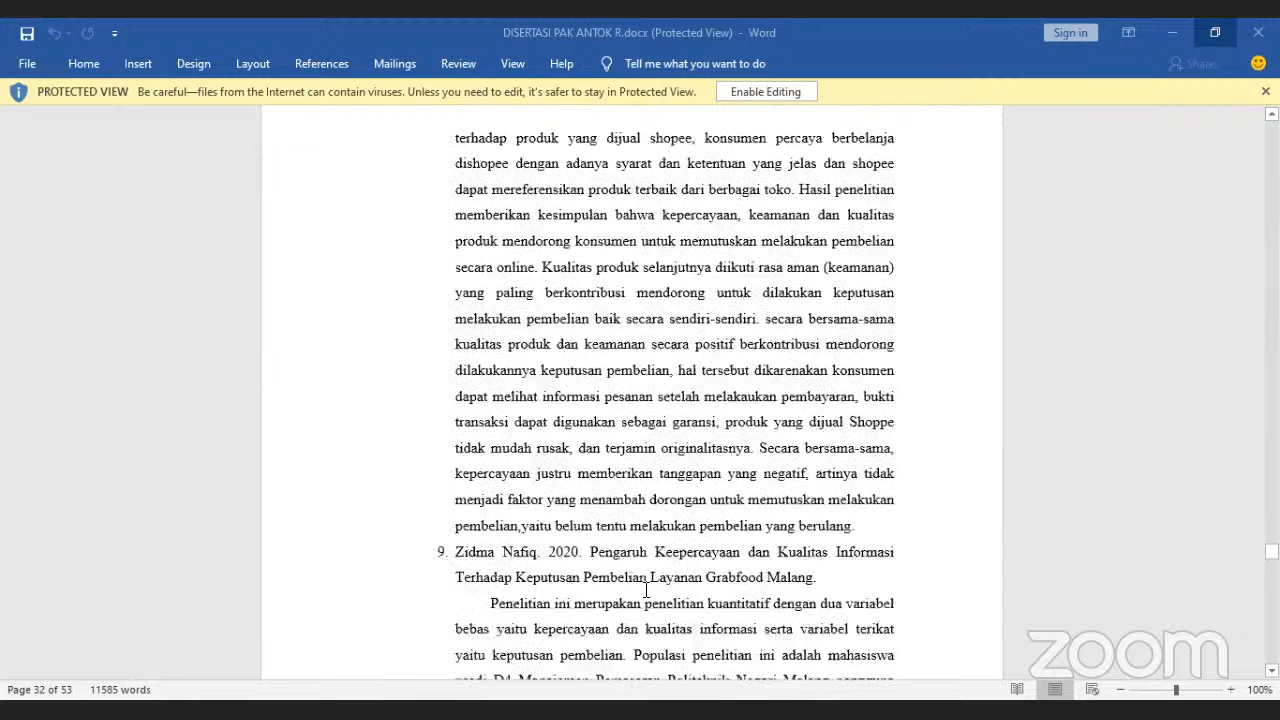 DISERTASI PAK ANTOK R.docx (Protected View) - Word
Sign in
File Home Insert Design Layout References Mailings Review View Help Tell me what you want to do Share
PROTECTED VIEW Be careful—files from the Internet can contain viruses. Unless you need to edit, it's safer to stay in Protected View. Enable Editing
terhadap produk yang dijual shopee, konsumen percaya berbelanja
dishopee dengan adanya syarat dan ketentuan yang jelas dan shopee
dapat mereferensikan produk terbaik dari berbagai toko. Hasil penelitian
memberikan kesimpulan bahwa kepercayaan, keamanan dan kualitas
produk mendorong konsumen untuk memutuskan melakukan pembelian
secara online. Kualitas produk selanjutnya diikuti rasa aman (keamanan)
yang paling berkontribusi mendorong untuk dilakukan keputusan
melakukan pembelian baik secara sendiri-sendiri. secara bersama-sama
kualitas produk dan keamanan secara positif berkontribusi mendorong
dilakukannya keputusan pembelian, hal tersebut dikarenakan konsumen
dapat melihat informasi pesanan setelah melakaukan pembayaran, bukti
transaksi dapat digunakan sebagai garansi, produk yang dijual Shoppe
tidak mudah rusak, dan terjamin originalitasnya. Secara bersama-sama,
kepercayaan justru memberikan tanggapan yang negatif, artinya tidak
menjadi faktor yang menambah dorongan untuk memutuskan melakukan
pembelian,yaitu belum tentu melakukan pembelian yang berulang.
9. Zidma Nafiq. 2020. Pengaruh Keepercayaan dan Kualitas Informasi
Terhadap Keputusan Pembelian Layanan Grabfood Malang.
Penelitian ini merupakan penelitian kuantitatif dengan dua variabel
bebas yaitu kepercayaan dan kualitas informasi serta variabel terikat
yaitu keputusan pembelian. Populasi penelitian ini adalah mahasiswa
D4 Manajemen Pemasaran Politeknik Negeri Malang
zoom
Page 32 of 53 11585 words 100%